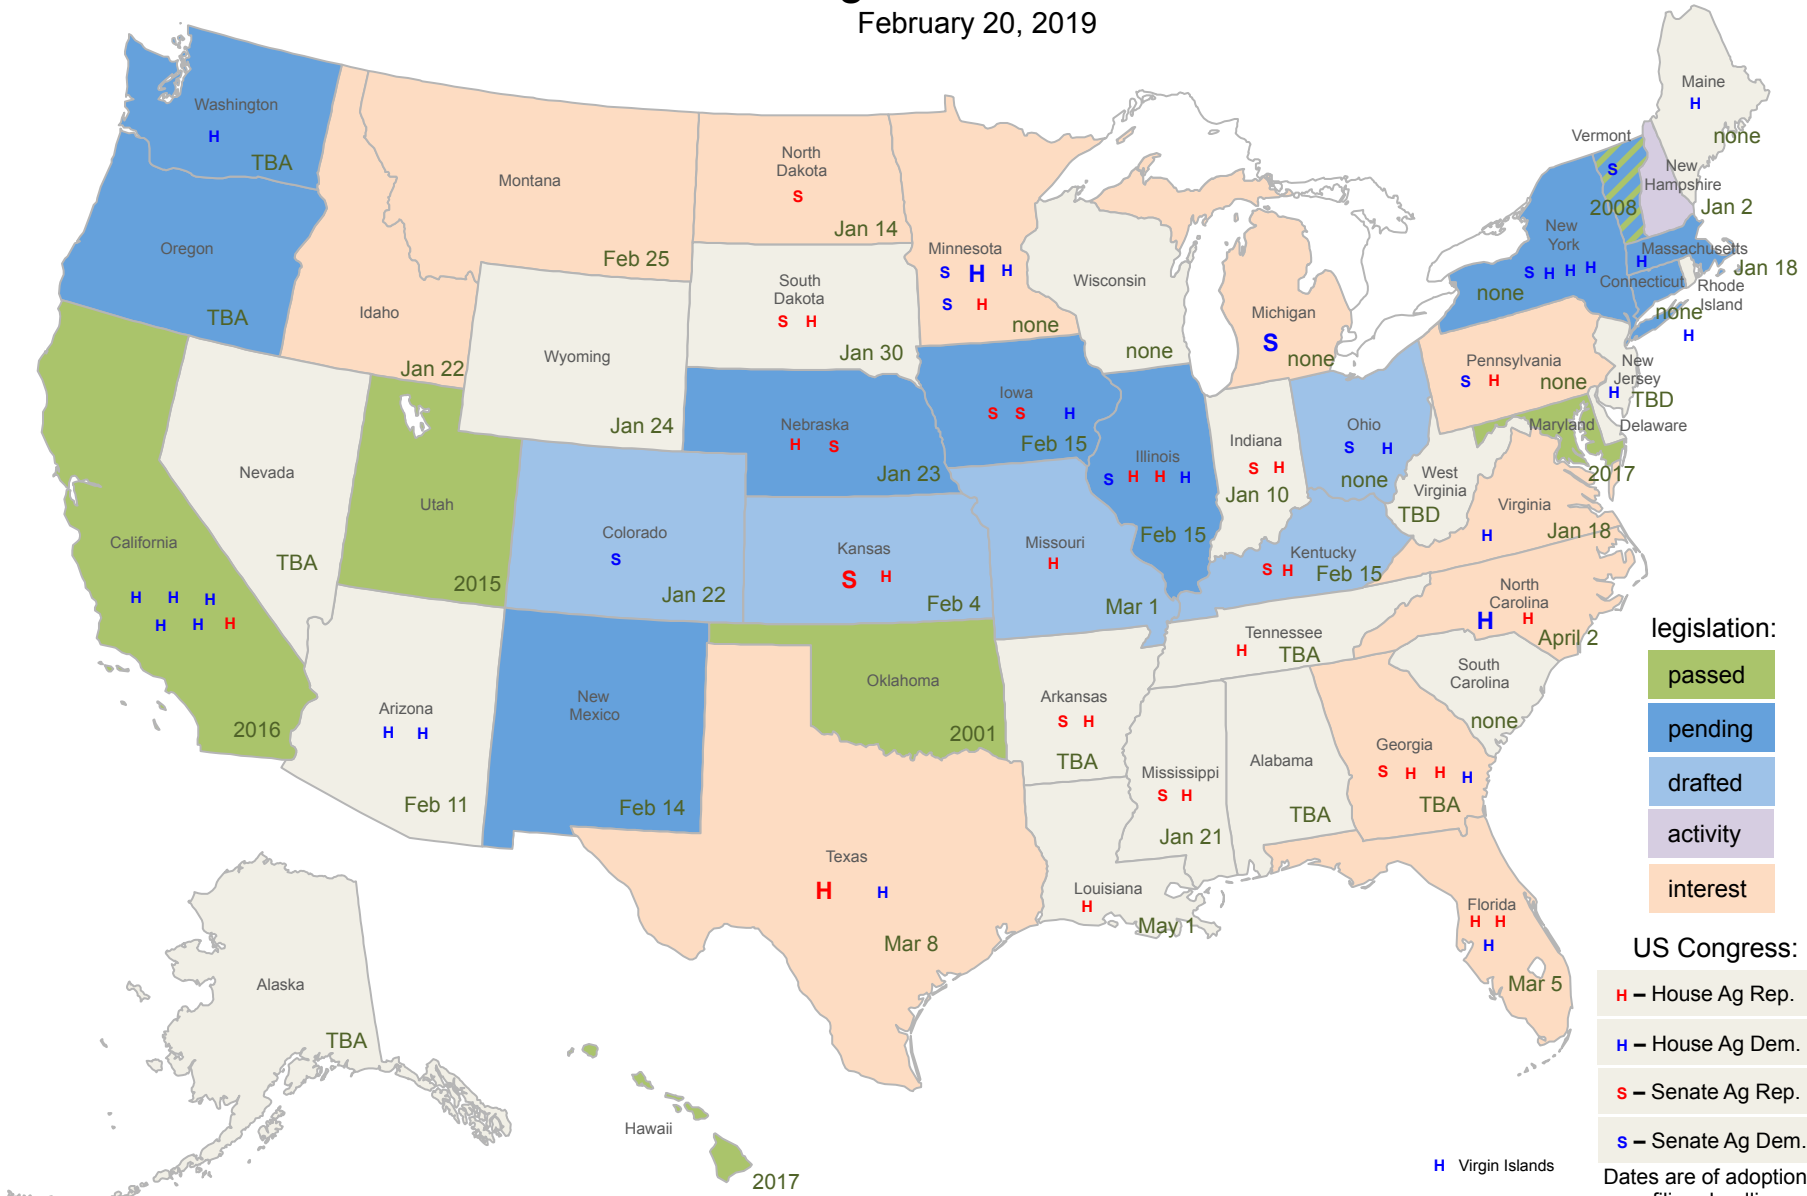 February 20, 2019
Washington
H
TBA
Oregon
TBA
Idaho
Jan 22
Montana
Feb 25
North
Dakota
S
Jan 14
South
Dakota
S H
Jan 30
Minnesota
S H H
S H
none
Wisconsin
none
Michigan
S
none
Wyoming
Jan 24
Nebraska
H S
Jan 23
Iowa
S S H
Feb 15
Illinois
S H H H
Feb 15
Indiana
S H
Jan 10
Ohio
S H
none
Pennsylvania
S H
none
New
York
S H H H
none
Vermont
S
2008
New
Hampshire
Jan 2
Maine
H
none
Massachusetts
H
Jan 18
Connecticut
none
H
Rhode
Island
New
Jersey
H
TBD
Delaware
Maryland
2017
West
Virginia
TBD
Virginia
H
Jan 18
Kentucky
S H
Feb 15
North
Carolina
H H
April 2
Tennessee
H
TBA
South
Carolina
none
Georgia
S H H H
TBA
Florida
H H
H
Mar 5
Alabama
TBA
Mississippi
S H
Jan 21
Louisiana
H
May 1
Arkansas
S H
TBA
Missouri
H
Mar 1
Kansas
S H
Feb 4
Oklahoma
2001
Texas
H H
Mar 8
New
Mexico
Feb 14
Colorado
S
Jan 22
Utah
2015
Nevada
TBA
California
H H H
H H H
2016
Arizona
H H
Feb 11
Alaska
TBA
Hawaii
2017
H Virgin Islands
legislation:
passed
pending
drafted
activity
interest
US Congress:
H – House Ag Rep.
H – House Ag Dem.
S – Senate Ag Rep.
S – Senate Ag Dem.
Dates are of adoption